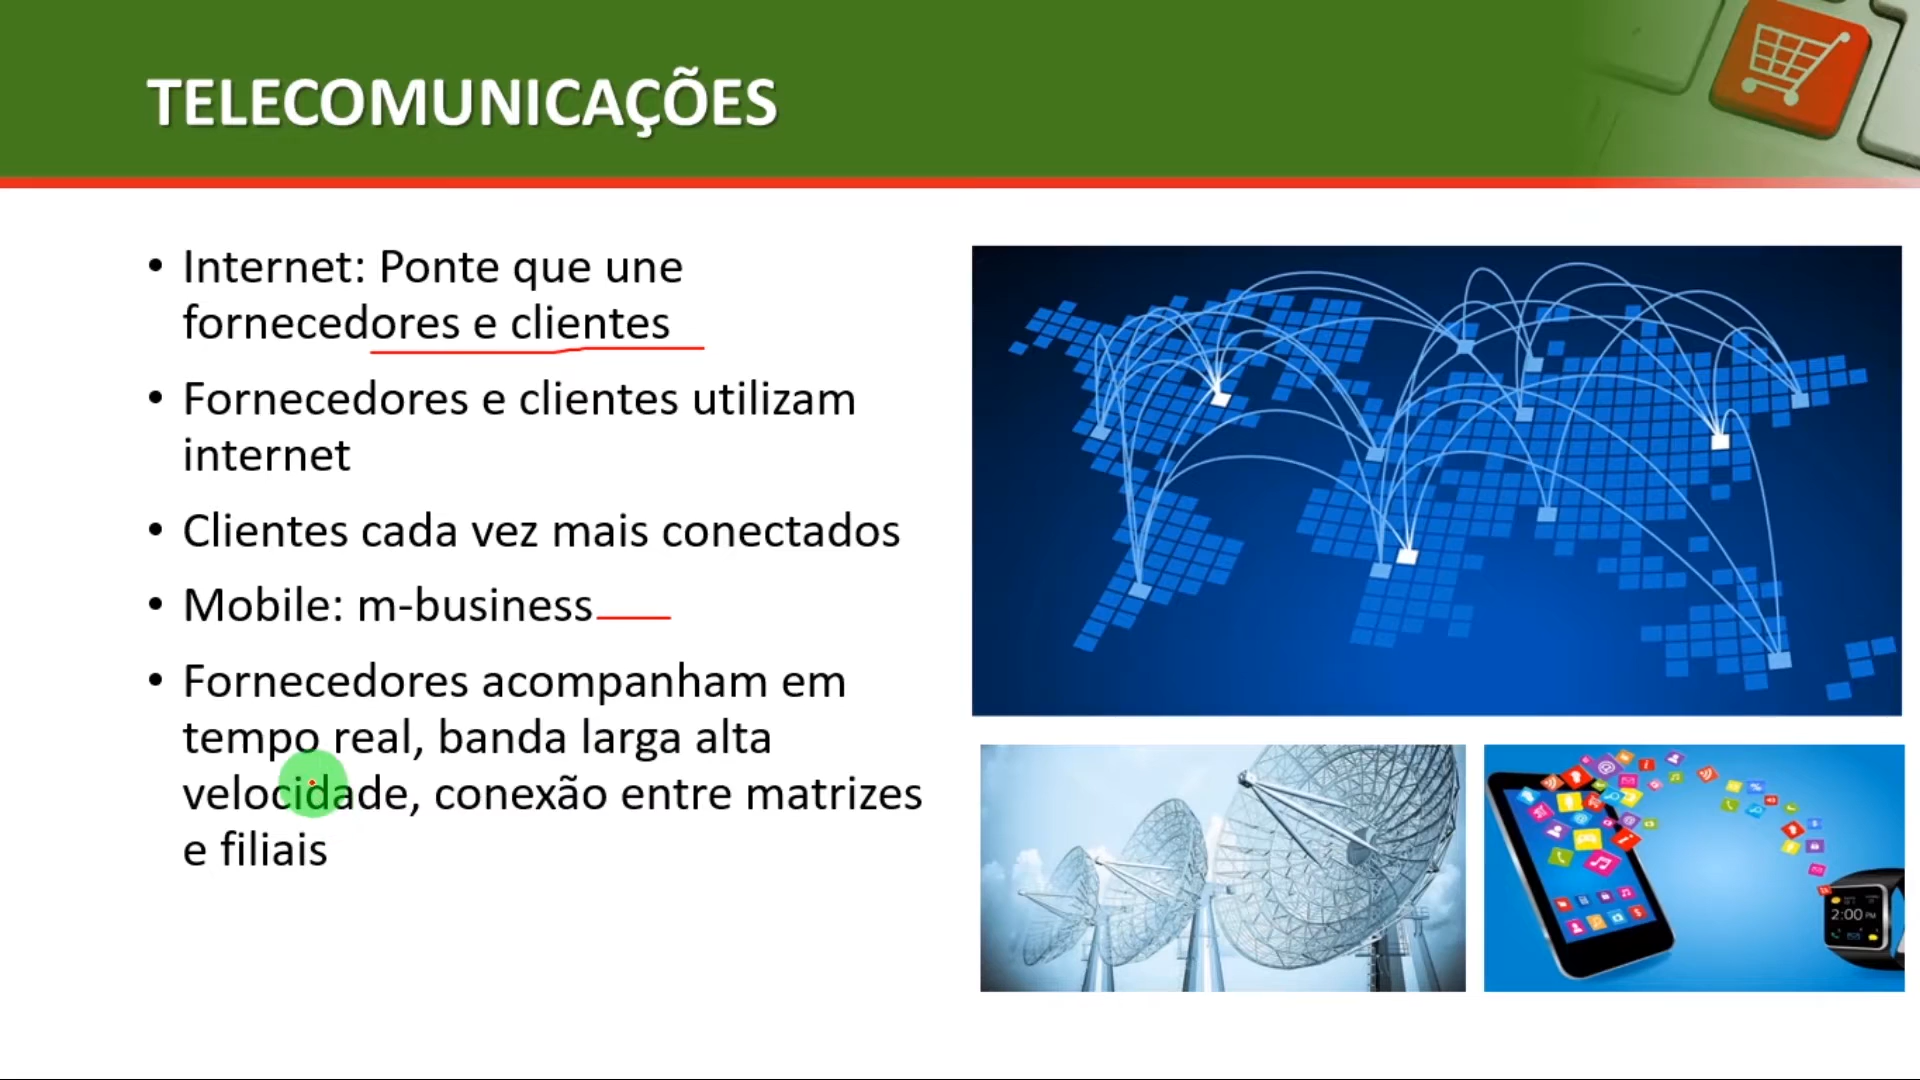 TELECOMUNICAÇÕES
• Internet: Ponte que une
fornecedores e clientes
• Fornecedores e clientes utilizam
internet
• Clientes cada vez mais conectados
• Mobile: m-business
• Fornecedores acompanham em
tempo real, banda larga alta
velocidade, conexão entre matrizes
e filiais
2:00 PM